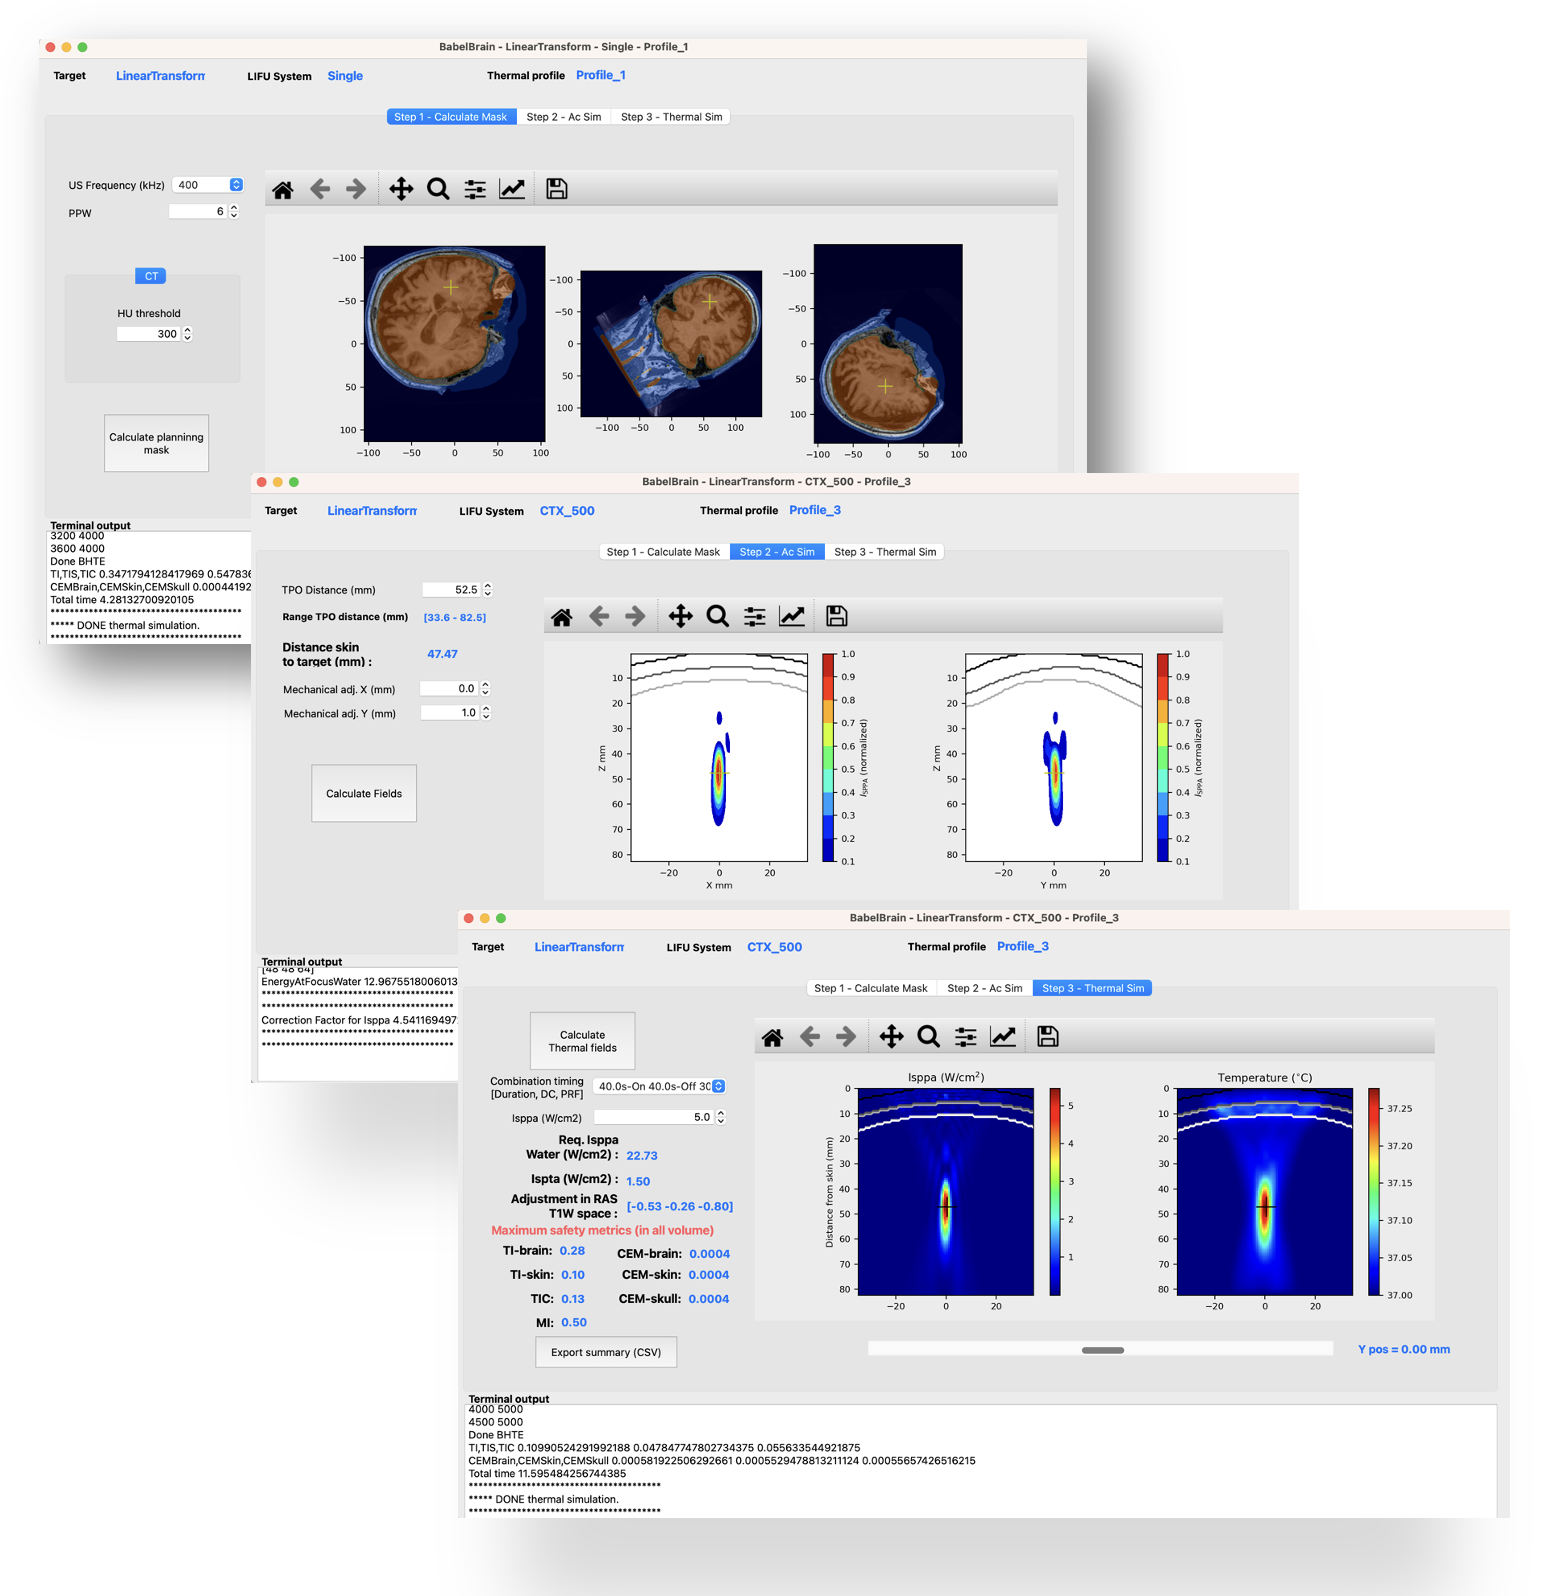 BabelBrain - LinearTransform - Single - Profile_1
Target LinearTransforn LIFU System Single Thermal profile Profile_1
Step 1 - Calculate Mask Step 2 - Ac Sim Step 3 - Thermal Sim
US Frequency (kHz) 400
PPW 6
CT
HU threshold
300
Calculate planninng
mask
−100 −50 0 50 100
−100 −50 0 50 100
−100 −50 0 50 100
−100 −50 0 50 100
−100 −50 0 50 100
−100 −50 0 50 100
Terminal output
3200 4000
3600 4000
Done BHTE
TI,TIS,TIC 0.3471794128417969 0.547836
CEMBrain,CEMSkin,CEMSkull 0.00044192
Total time 4.28132700920105
****************************************
***** DONE thermal simulation.
****************************************
BabelBrain - LinearTransform - CTX_500 - Profile_3
Target LinearTransforn LIFU System CTX_500 Thermal profile Profile_3
Step 1 - Calculate Mask Step 2 - Ac Sim Step 3 - Thermal Sim
TPO Distance (mm) 52.5
Range TPO distance (mm) [33.6 - 82.5]
Distance skin
to target (mm) : 47.47
Mechanical adj. X (mm) 0.0
Mechanical adj. Y (mm) 1.0
Calculate Fields
10 20 30 40 50 60 70 80
Z mm
−20 0 20
X mm
1.0 0.9 0.8 0.7 0.6 0.5 0.4 0.3 0.2 0.1
ISPPA (normalized)
10 20 30 40 50 60 70 80
Z mm
−20 0 20
Y mm
1.0 0.9 0.8 0.7 0.6 0.5 0.4 0.3 0.2 0.1
ISPPA (normalized)
Terminal output
[48 48 64]
EnergyAtFocusWater 12.9675518006013
****************************************
****************************************
Correction Factor for Isppa 4.541169497
****************************************
****************************************
BabelBrain - LinearTransform - CTX_500 - Profile_3
Target LinearTransforn LIFU System CTX_500 Thermal profile Profile_3
Step 1 - Calculate Mask Step 2 - Ac Sim Step 3 - Thermal Sim
Calculate
Thermal fields
Combination timing
[Duration, DC, PRF] 40.0s-On 40.0s-Off 30
Isppa (W/cm2) 5.0
Req. Isppa
Water (W/cm2) : 22.73
Ispta (W/cm2) : 1.50
Adjustment in RAS
T1W space : [-0.53 -0.26 -0.80]
Maximum safety metrics (in all volume)
TI-brain: 0.28 CEM-brain: 0.0004
TI-skin: 0.10 CEM-skin: 0.0004
TIC: 0.13 CEM-skull: 0.0004
MI: 0.50
Export summary (CSV)
Isppa (W/cm²)
0 10 20 30 40 50 60 70 80
Distance from skin (mm)
−20 0 20
5 4 3 2 1
Temperature (°C)
0 10 20 30 40 50 60 70 80
−20 0 20
37.25 37.20 37.15 37.10 37.05 37.00
Y pos = 0.00 mm
Terminal output
4000 5000
4500 5000
Done BHTE
TI,TIS,TIC 0.10990524291992188 0.047847747802734375 0.055633544921875
CEMBrain,CEMSkin,CEMSkull 0.000581922506292661 0.0005529478813211124 0.00055657426516215
Total time 11.595484256744385
****************************************
***** DONE thermal simulation.
****************************************